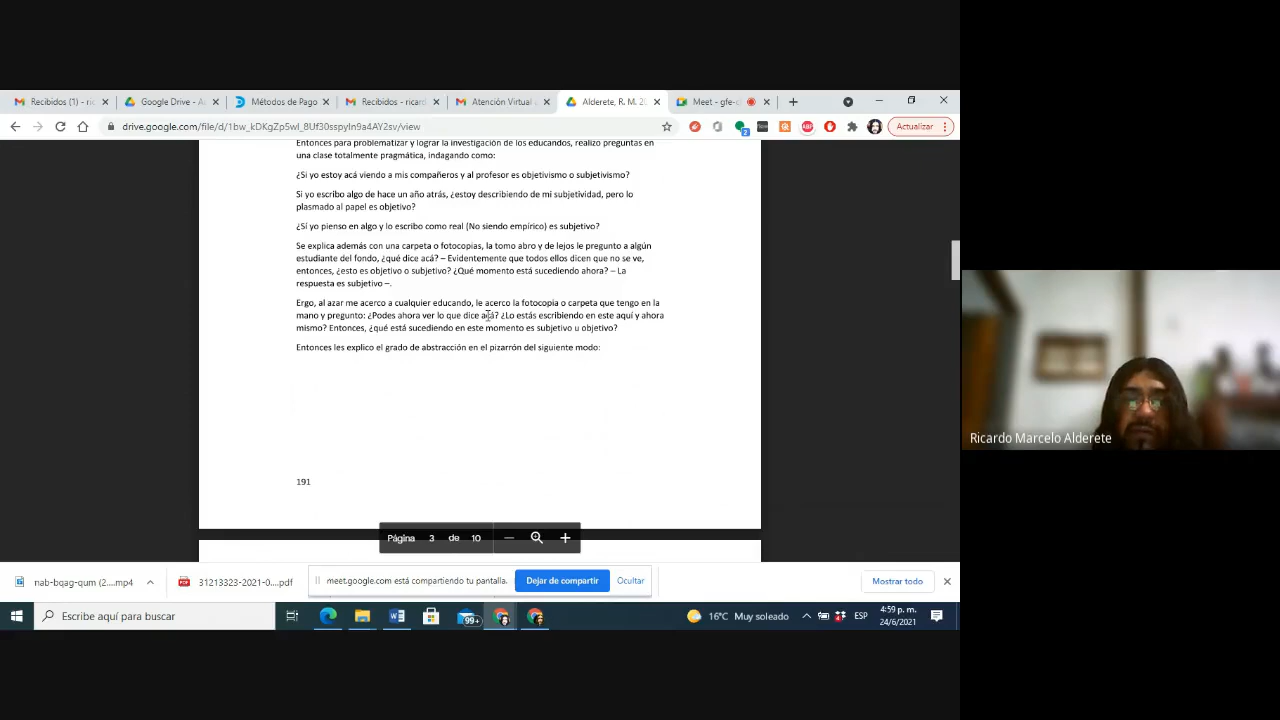 Recibidos (1) - ric
Google Drive - A
Métodos de Pago
Recibidos - ricard
Atención Virtual
Alderete, R. M. 20
Meet - gfe-
drive.google.com/file/d/1bw_kDKgZpSwI_8Uf30sspyIn9a4AY2sv/view
Actualizar
Entonces para problematizar y lograr la investigación de los educandos, realizo preguntas en
una clase totalmente pragmática, indagando como:
¿Si yo estoy acá viendo a mis compañeros y al profesor es objetivismo o subjetivismo?
Si yo escribo algo de hace un año atrás, ¿estoy describiendo de mi subjetividad, pero lo
plasmado al papel es objetivo?
¿Sí yo pienso en algo y lo escribo como real (No siendo empírico) es subjetivo?
Se explica además con una carpeta o fotocopias, la tomo abro y de lejos le pregunto a algún
estudiante del fondo, ¿qué dice acá? – Evidentemente que todos ellos dicen que no se ve,
entonces, ¿esto es objetivo o subjetivo? ¿Qué momento está sucediendo ahora? – La
respuesta es subjetivo –.
Ergo, al azar me acerco a cualquier educando, le acerco la fotocopia o carpeta que tengo en la
mano y pregunto: ¿Podes ahora ver lo que dice acá? ¿Lo estás escribiendo en este aquí y ahora
mismo? Entonces, ¿qué está sucediendo en este momento es subjetivo u objetivo?
Entonces les explico el grado de abstracción en el pizarrón del siguiente modo:
191
Página 3 de 10
Ricardo Marcelo Alderete
nab-bqag-qum (2....mp4
31213323-2021-0....pdf
meet.google.com está compartiendo tu pantalla.
Dejar de compartir
Ocultar
Mostrar todo
Escribe aquí para buscar
99+
16°C Muy soleado
ESP
4:59 p. m.
24/6/2021